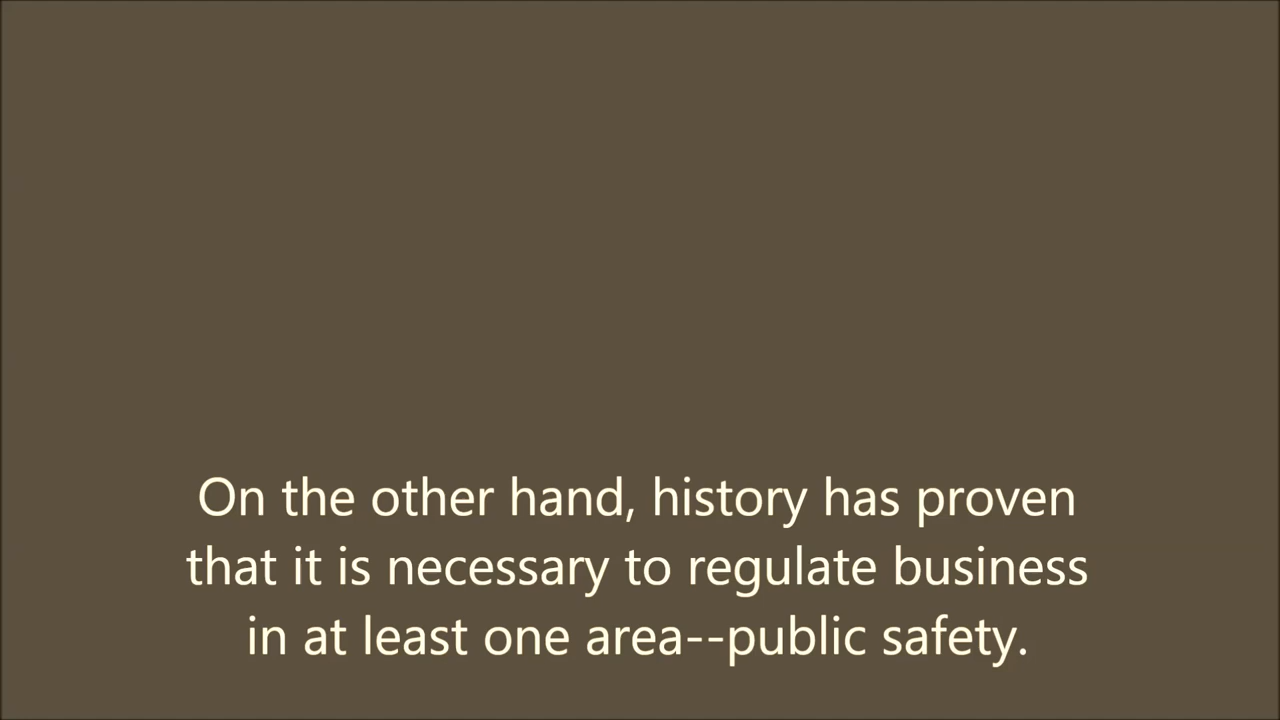 On the other hand, history has proven
that it is necessary to regulate business
in at least one area--public safety.